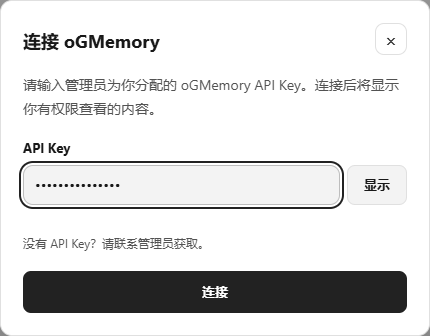 连接 oGMemory
×
请输入管理员为你分配的 oGMemory API Key。连接后将显示
你有权限查看的内容。
API Key
•••••••••••••••
显示
没有 API Key？请联系管理员获取。
连接